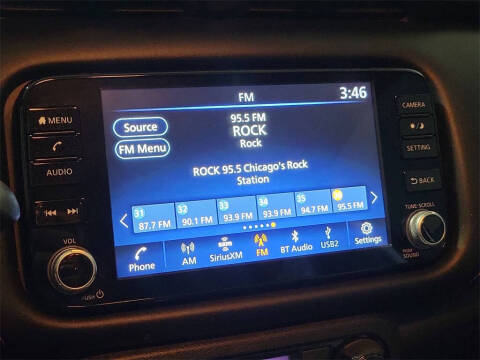 FM
3:46
CAMERA
MENU
Source
95.5 FM
ROCK
Rock
FM Menu
SETTING
AUDIO
ROCK 95.5 Chicago's Rock
Station
BACK
31 32 33 34 35
87.7 FM 90.1 FM 93.9 FM 93.9 FM 94.7 FM 95.5 FM
TUNE·SCROLL
VOL
Phone AM SiriusXM FM BT Audio USB2 Settings
PUSH
PUSH SOUND